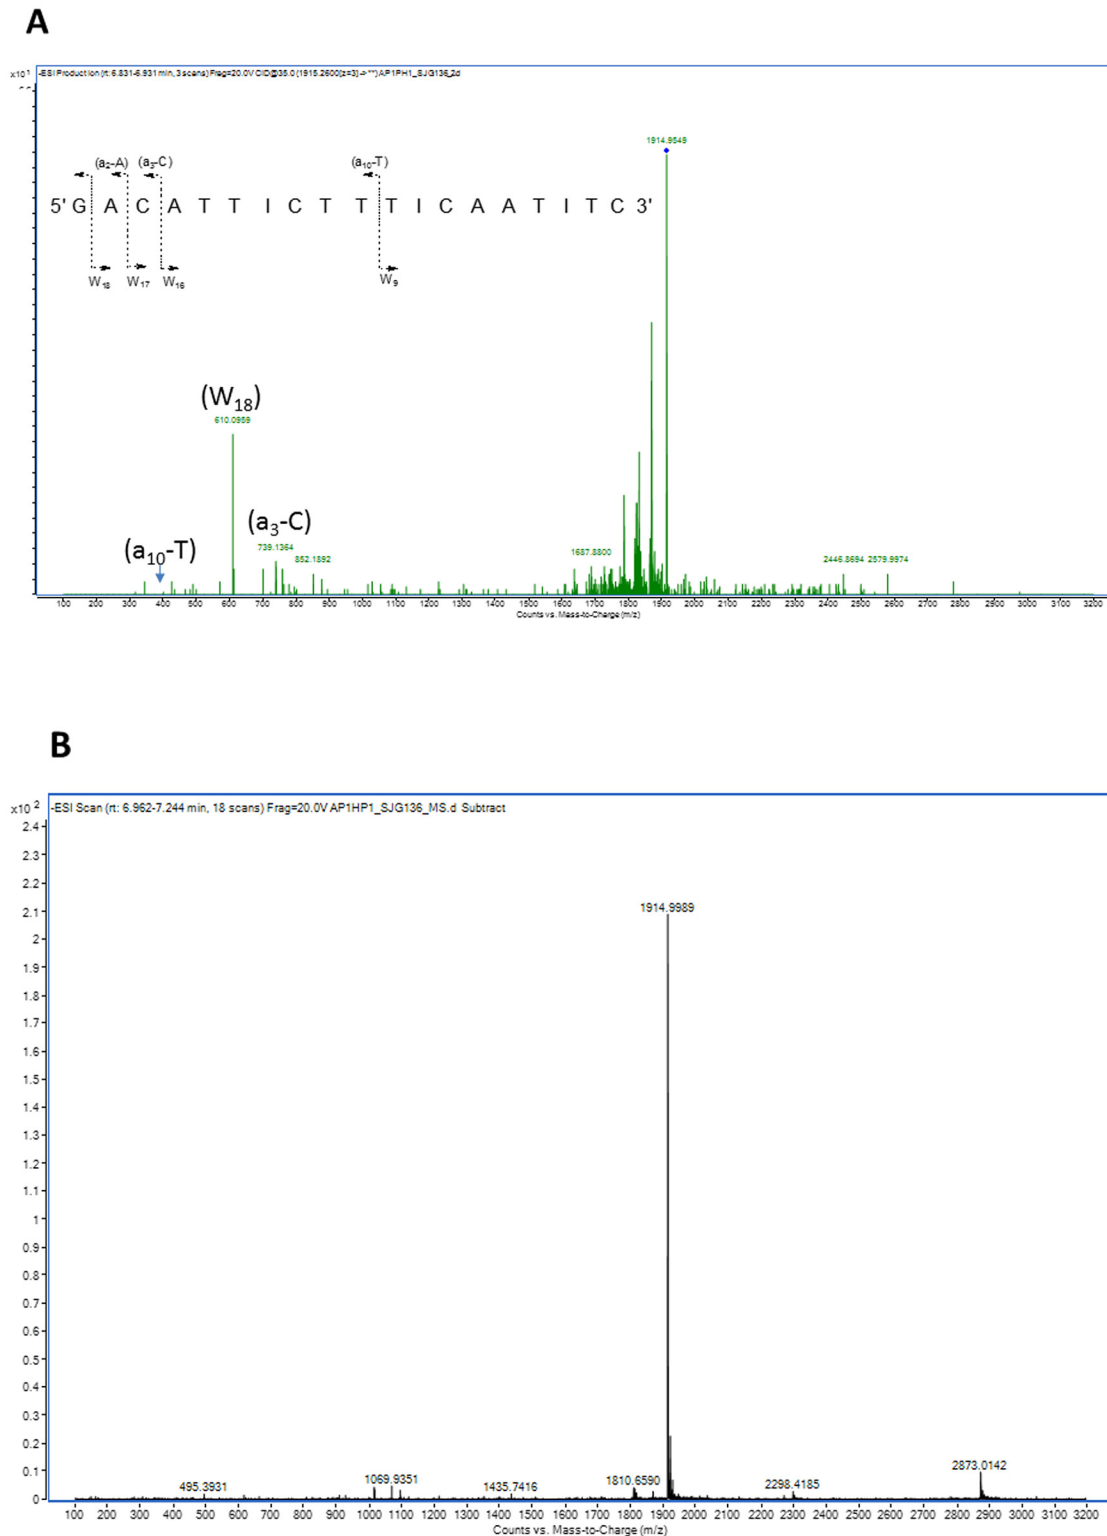 A
x10 1 -ESI Production (rt: 6.831-6.931 min, 3 scans) Frag=20.0V CID@35.0 (1915.2600[z=3] -> **) AP1PH1_SJG136_2.d
1914.9549
(a2-A) (a3-C) (a10-T)
5' G A C A T T I C T T T I C A A T I T C 3'
W18 W17 W16 W9
(W18)
610.0959
(a3-C)
739.1364
(a10-T)
852.1892
1687.8800
2446.8694 2579.9974
100 200 300 400 500 600 700 800 900 1000 1100 1200 1300 1400 1500 1600 1700 1800 1900 2000 2100 2200 2300 2400 2500 2600 2700 2800 2900 3000 3100 3200
Counts vs. Mass-to-Charge (m/z)
B
x10 2 -ESI Scan (rt: 6.962-7.244 min, 18 scans) Frag=20.0V AP1HP1_SJG136_MS.d Subtract
2.4
2.3
2.2
2.1
1914.9989
2
1.9
1.8
1.7
1.6
1.5
1.4
1.3
1.2
1.1
1
0.9
0.8
0.7
0.6
0.5
0.4
0.3
0.2
0.1
495.3931
1069.9351
1435.7416
1810.6590
2298.4185
2873.0142
0
100 200 300 400 500 600 700 800 900 1000 1100 1200 1300 1400 1500 1600 1700 1800 1900 2000 2100 2200 2300 2400 2500 2600 2700 2800 2900 3000 3100 3200
Counts vs. Mass-to-Charge (m/z)